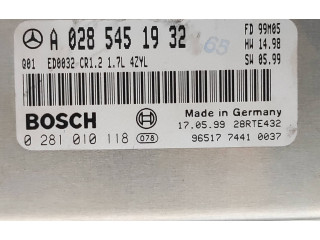 A 028 545 19 32
65
FD 99M05
HW 14.98
SW 05.99
Q01 ED0032-CR1.2 1.7L 4ZYL
BOSCH
Made in Germany
17.05.99 28RTE432
0 281 010 118 078
96517 7441 0037